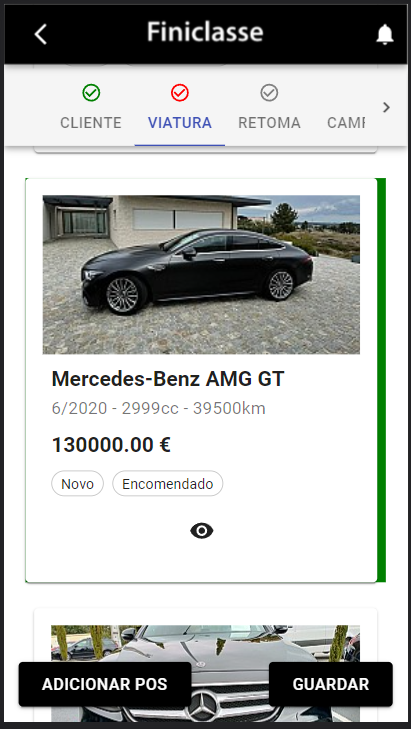 Finiclasse
CLIENTE VIATURA RETOMA CAMP
Mercedes-Benz AMG GT
6/2020 - 2999cc - 39500km
130000.00 €
Novo Encomendado
ADICIONAR POS GUARDAR